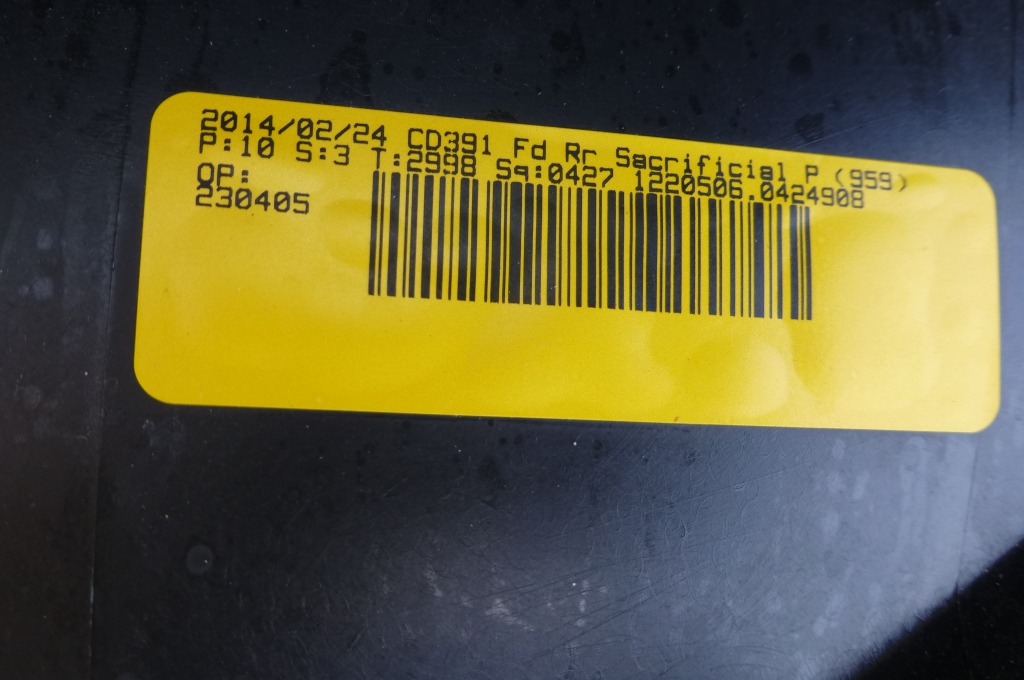 2014/02/24 CD391 Fd Rr Sacrificial P (959)
P:10 S:3 T:2998 Sq:0427 1220506.0424908
OP:
230405